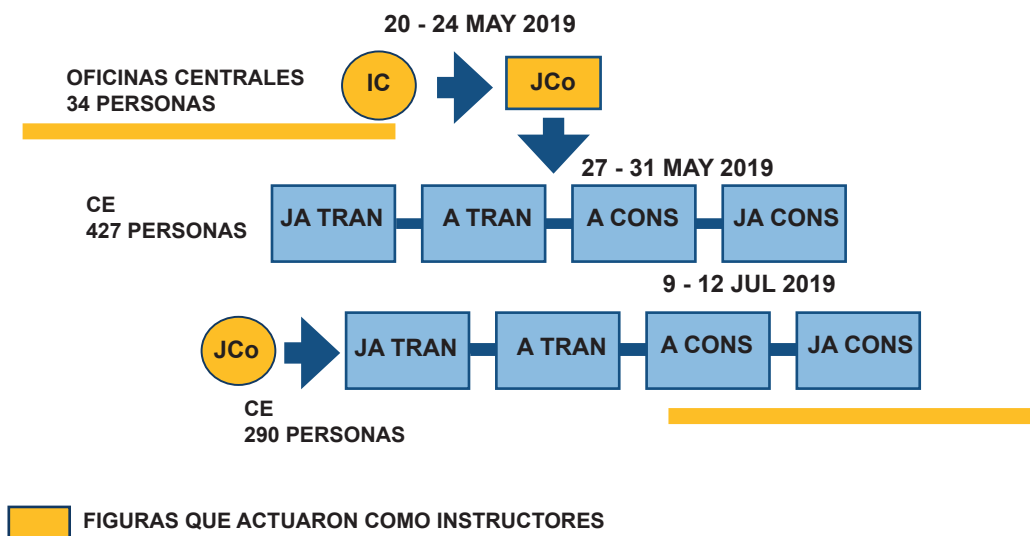 20 - 24 MAY 2019
OFICINAS CENTRALES
34 PERSONAS
IC
JCo
27 - 31 MAY 2019
CE
427 PERSONAS
JA TRAN
A TRAN
A CONS
JA CONS
9 - 12 JUL 2019
JCo
JA TRAN
A TRAN
A CONS
JA CONS
CE
290 PERSONAS
FIGURAS QUE ACTUARON COMO INSTRUCTORES